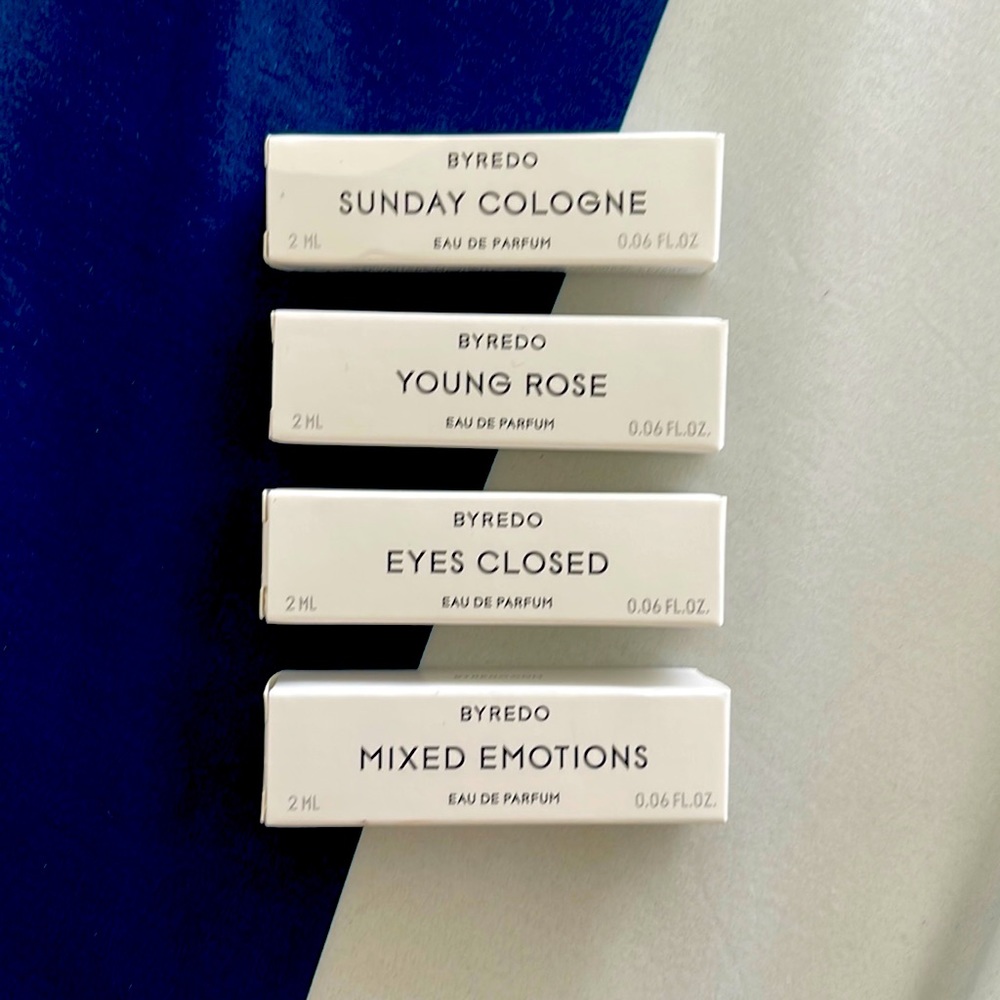 BYREDO
SUNDAY COLOGNE
2 ML EAU DE PARFUM 0.06 FL.OZ
BYREDO
YOUNG ROSE
2 ML EAU DE PARFUM 0.06 FL.OZ.
BYREDO
EYES CLOSED
2 ML EAU DE PARFUM 0.06 FL.OZ.
BYREDO
MIXED EMOTIONS
2 ML EAU DE PARFUM 0.06 FL.OZ.